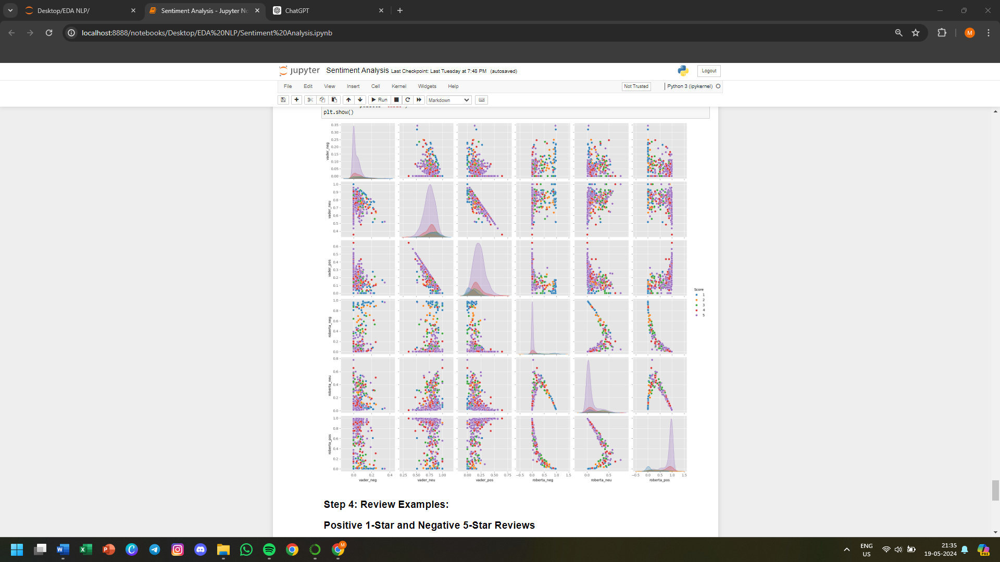 Desktop/EDA NLP/
Sentiment Analysis - Jupyter No
ChatGPT
localhost:8888/notebooks/Desktop/EDA%20NLP/Sentiment%20Analysis.ipynb
M
jupyter Sentiment Analysis Last Checkpoint: Last Tuesday at 7:48 PM (autosaved)
Logout
File Edit View Insert Cell Kernel Widgets Help
Not Trusted
Python 3 (ipykernel)
Run
Markdown
plt.show()
0.35
0.30
0.25
0.20
0.15
0.10
0.05
0.00
vader_neg
1.0
0.9
0.8
0.7
0.6
0.5
0.4
vader_neu
0.6
0.5
0.4
0.3
0.2
0.1
0.0
vader_pos
1.0
0.8
0.6
0.4
0.2
0.0
roberta_neg
0.8
0.6
0.4
0.2
0.0
roberta_neu
1.0
0.8
0.6
0.4
0.2
0.0
roberta_pos
Score
1
2
3
4
5
0.0 0.2 0.4 0.25 0.50 0.75 1.00 0.00 0.25 0.50 0.75 −0.5 0.0 0.5 1.0 1.5 0.0 0.5 −0.5 0.0 0.5 1.0 1.5
vader_neg vader_neu vader_pos roberta_neg roberta_neu roberta_pos
Step 4: Review Examples:
Positive 1-Star and Negative 5-Star Reviews
ENG
US
21:35
19-05-2024
M
PRE